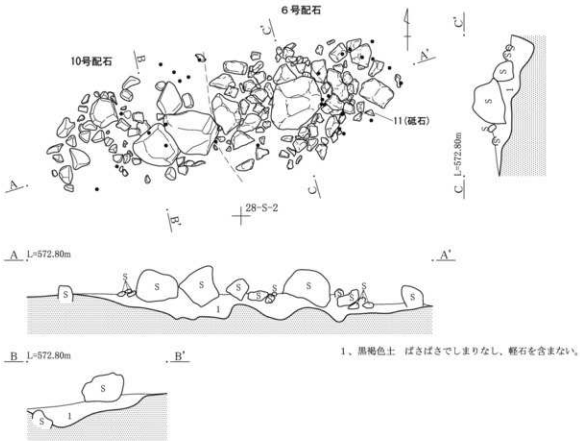 6号配石
10号配石
B
C'
A'
11(砥石)
A
C
B'
28-S-2
C'
S
S
1
S
S
S
C L=572.80m
A L=572.80m A'
S S S S S S S S S S S
1
B L=572.80m B'
S
S 1
1、黒褐色土 ぱさぱさでしまりなし、軽石を含まない。